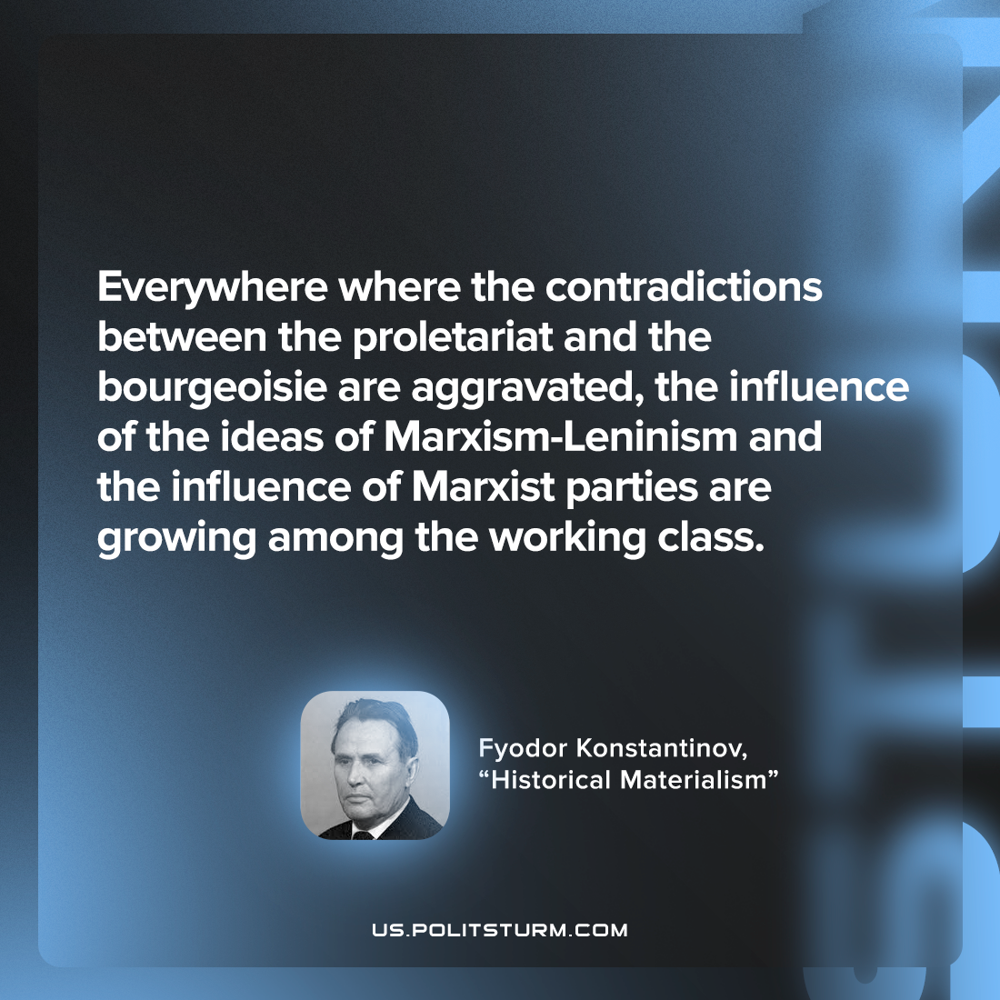 Everywhere where the contradictions
between the proletariat and the
bourgeoisie are aggravated, the influence
of the ideas of Marxism-Leninism and
the influence of Marxist parties are
growing among the working class.
Fyodor Konstantinov,
“Historical Materialism”
US.POLITSTURM.COM